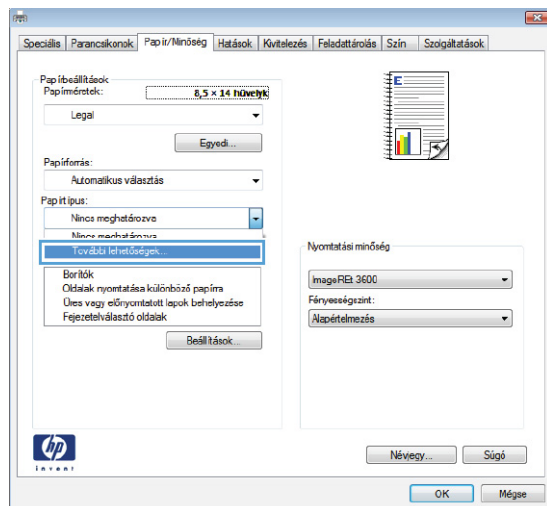 Speciális Parancsikonok Papír/Minőség Hatások Kivitelezés Feladattárolás Szín Szolgáltatások
Papírbeállítások
Papírméretek: 8,5 × 14 hüvelyk
Legal
Egyedi...
Papírforrás:
Automatikus választás
Papírtípus:
Nincs meghatározva
Nincs meghatározva
További lehetőségek...
Borítók
Oldalak nyomtatása különböző papírra
Üres vagy előnyomtatott lapok behelyezése
Fejezetelválasztó oldalak
Beállítások...
E
Nyomtatási minőség
ImageREt 3600
Fényességszint:
Alapértelmezés
hp
invent
Névjegy... Súgó
OK Mégse